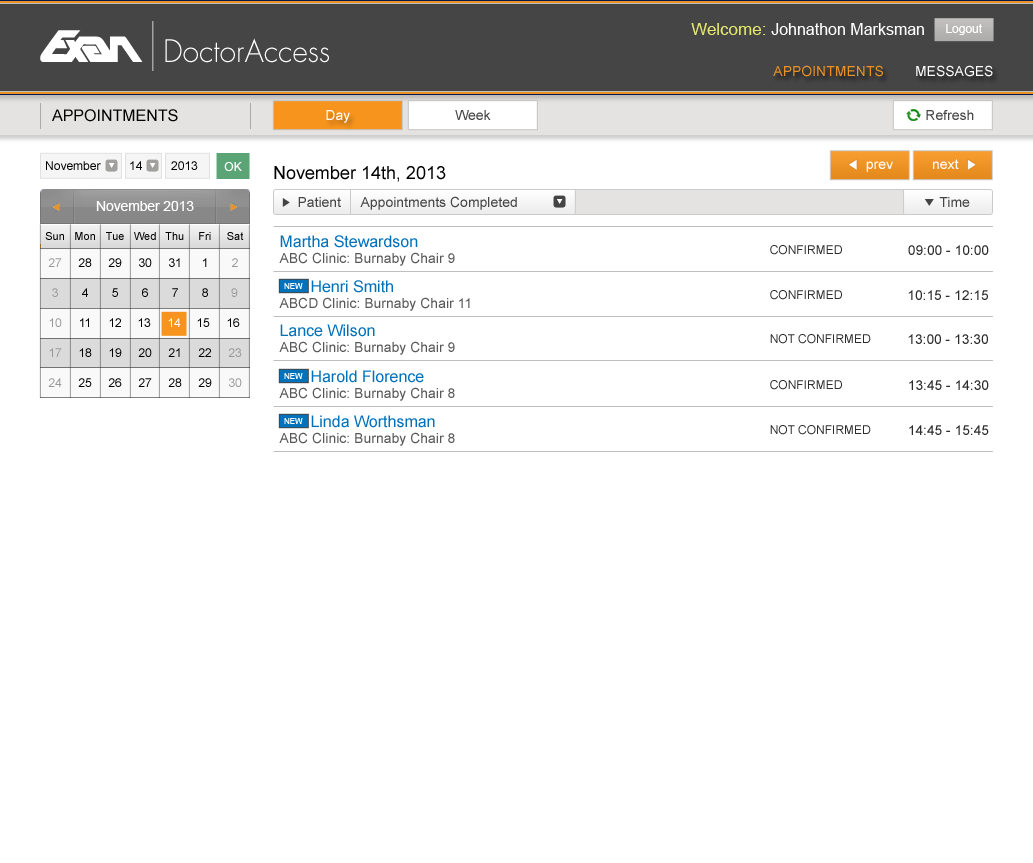 Exan DoctorAccess
Welcome: Johnathon Marksman Logout
APPOINTMENTS MESSAGES
APPOINTMENTS Day Week Refresh
November 14 2013 OK
November 2013
Sun Mon Tue Wed Thu Fri Sat
27 28 29 30 31 1 2
3 4 5 6 7 8 9
10 11 12 13 14 15 16
17 18 19 20 21 22 23
24 25 26 27 28 29 30
November 14th, 2013 prev next
Patient Appointments Completed Time
Martha Stewardson
ABC Clinic: Burnaby Chair 9 CONFIRMED 09:00 - 10:00
NEW Henri Smith
ABCD Clinic: Burnaby Chair 11 CONFIRMED 10:15 - 12:15
Lance Wilson
ABC Clinic: Burnaby Chair 9 NOT CONFIRMED 13:00 - 13:30
NEW Harold Florence
ABC Clinic: Burnaby Chair 8 CONFIRMED 13:45 - 14:30
NEW Linda Worthsman
ABC Clinic: Burnaby Chair 8 NOT CONFIRMED 14:45 - 15:45